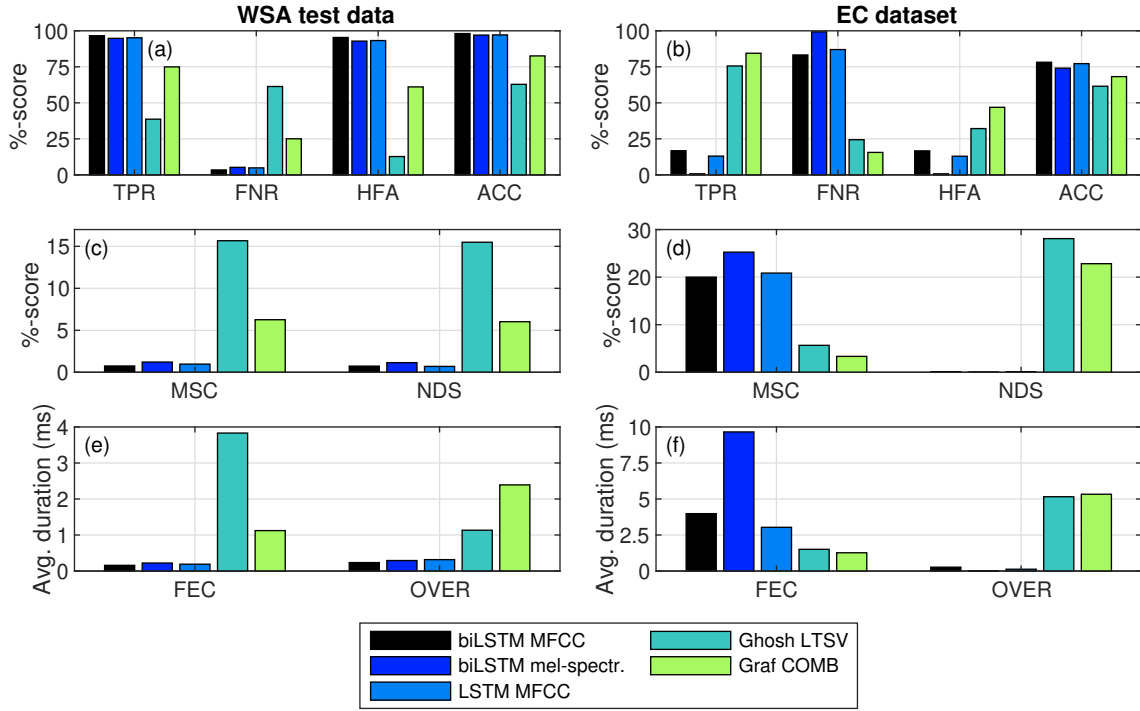 WSA test data
EC dataset
100
75
50
25
0
%-score
(a)
TPR
FNR
HFA
ACC
100
75
50
25
0
%-score
(b)
TPR
FNR
HFA
ACC
15
10
5
0
%-score
(c)
MSC
NDS
30
20
10
0
%-score
(d)
MSC
NDS
4
3
2
1
0
Avg. duration (ms)
(e)
FEC
OVER
10
7.5
5
2.5
0
Avg. duration (ms)
(f)
FEC
OVER
biLSTM MFCC
biLSTM mel-spectr.
LSTM MFCC
Ghosh LTSV
Graf COMB